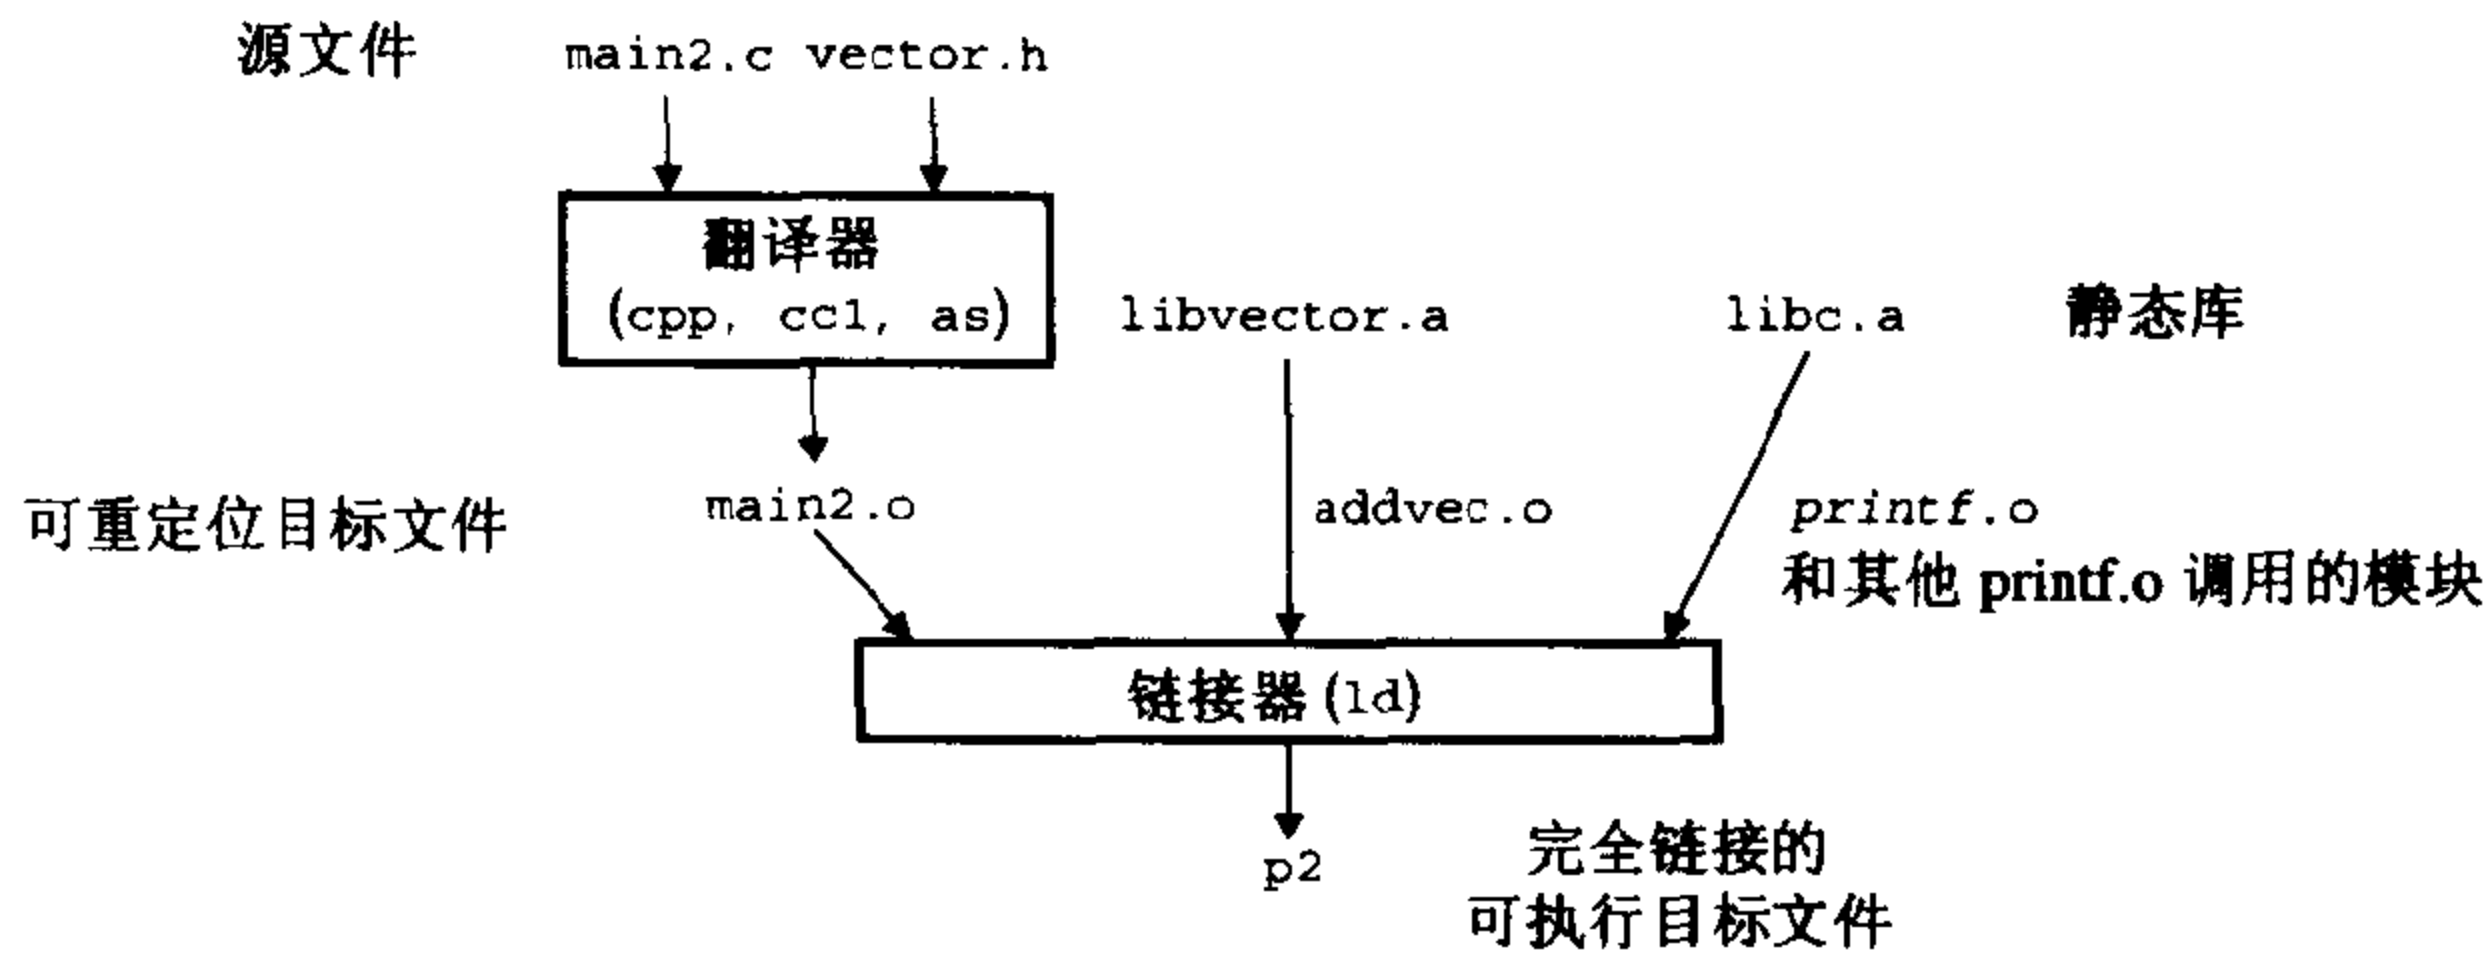 源文件 main2.c vector.h
翻译器
(cpp, cc1, as)
libvector.a
libc.a
静态库
可重定位目标文件
main2.o
addvec.o
printf.o
和其他 printf.o 调用的模块
链接器(ld)
p2
完全链接的
可执行目标文件